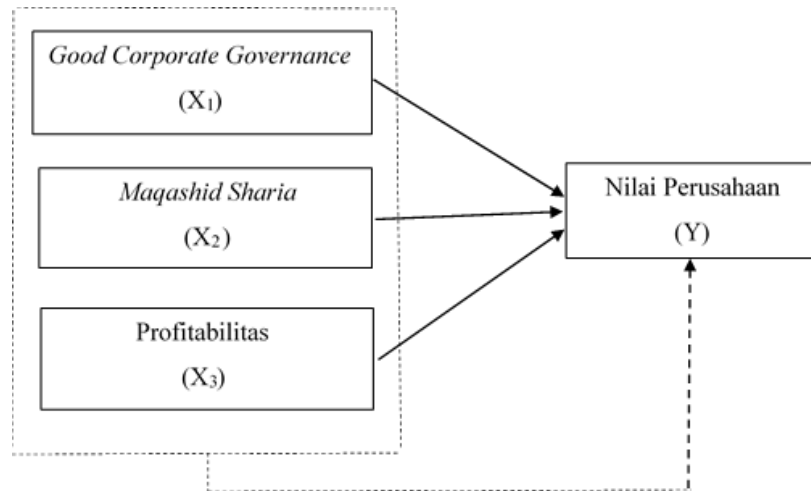 Good Corporate Governance
(X₁)
Maqashid Sharia
(X₂)
Profitabilitas
(X₃)
Nilai Perusahaan
(Y)